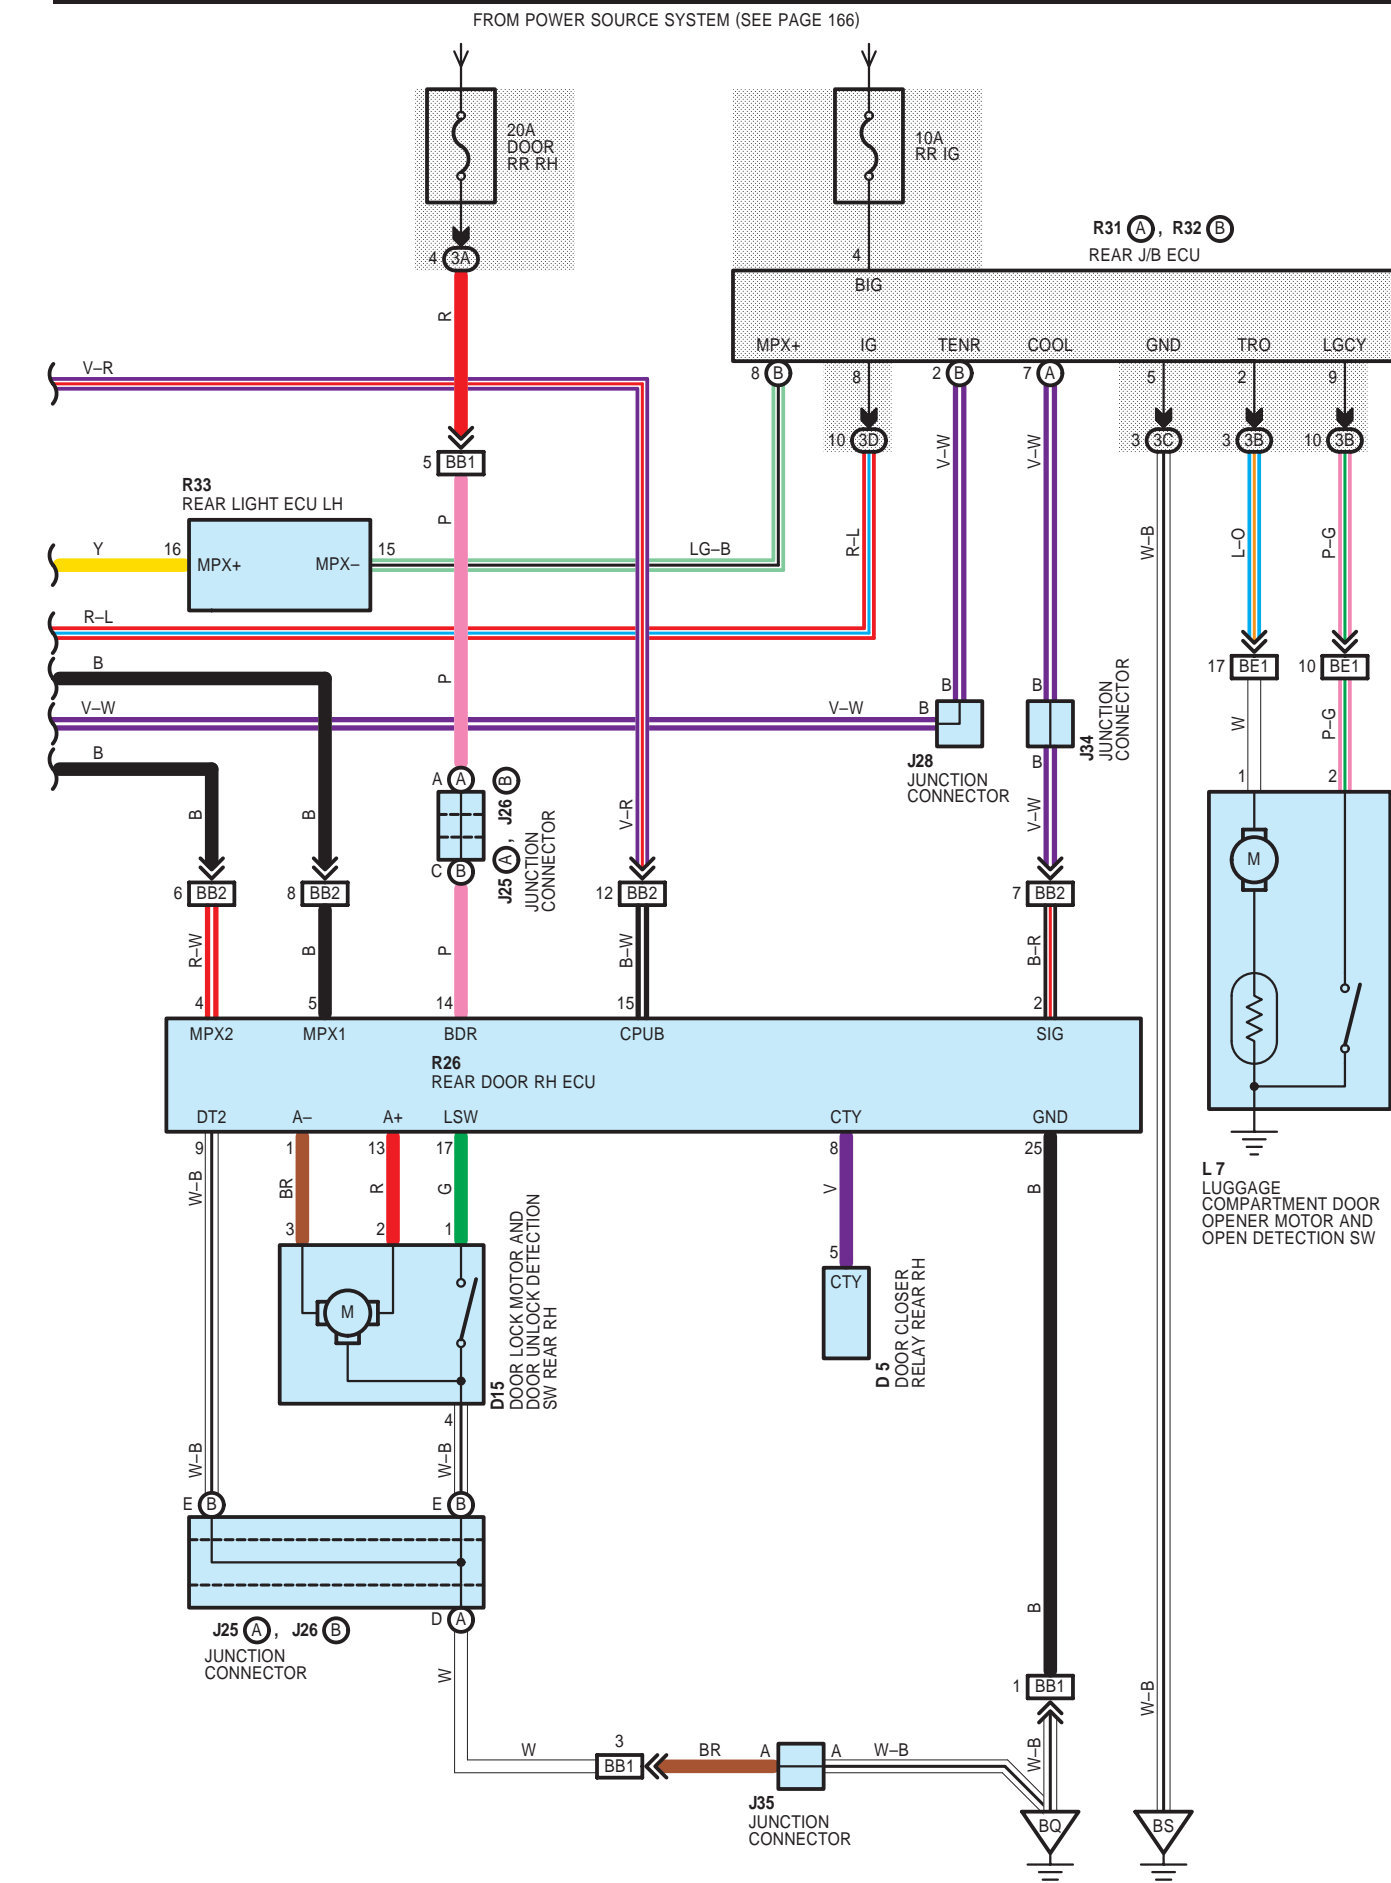 FROM POWER SOURCE SYSTEM (SEE PAGE 166)
20A
DOOR
RR RH
10A
RR IG
4 3A
4
R31 A , R32 B
REAR J/B ECU
BIG
MPX+ IG TENR COOL GND TRO LGCY
8 B 8 2 B 7 A 5 2 9
R
V–R
10 3D 3 3C 3 3B 10 3B
5 BB1
V–W V–W
R33
REAR LIGHT ECU LH
P
Y 16 MPX+ MPX– 15 LG–B
R–L W–B L–O P–G
R–L
B
P
17 BE1 10 BE1
V–W V–W B
B B
J28
JUNCTION
CONNECTOR
J34
JUNCTION
CONNECTOR
B
W P–G
B
A A
J25 A , J26 B
JUNCTION
CONNECTOR
C B
B B V–R V–W
1 2
M
6 BB2 8 BB2 12 BB2 7 BB2
R–W B P B–W B–R
4 5 14 15 2
MPX2 MPX1 BDR CPUB SIG
R26
REAR DOOR RH ECU
DT2 A– A+ LSW CTY GND
9 1 13 17 8 25
W–B BR R G V B
3 2 1 5
M
D15
DOOR LOCK MOTOR AND
DOOR UNLOCK DETECTION
SW REAR RH
CTY
D 5
DOOR CLOSER
RELAY REAR RH
L 7
LUGGAGE
COMPARTMENT DOOR
OPENER MOTOR AND
OPEN DETECTION SW
4
W–B W–B
E B E B
D A
J25 A , J26 B
JUNCTION
CONNECTOR
W
B
1 BB1
W–B
W 3 BB1 BR A A W–B W–B
J35
JUNCTION
CONNECTOR
BQ BS